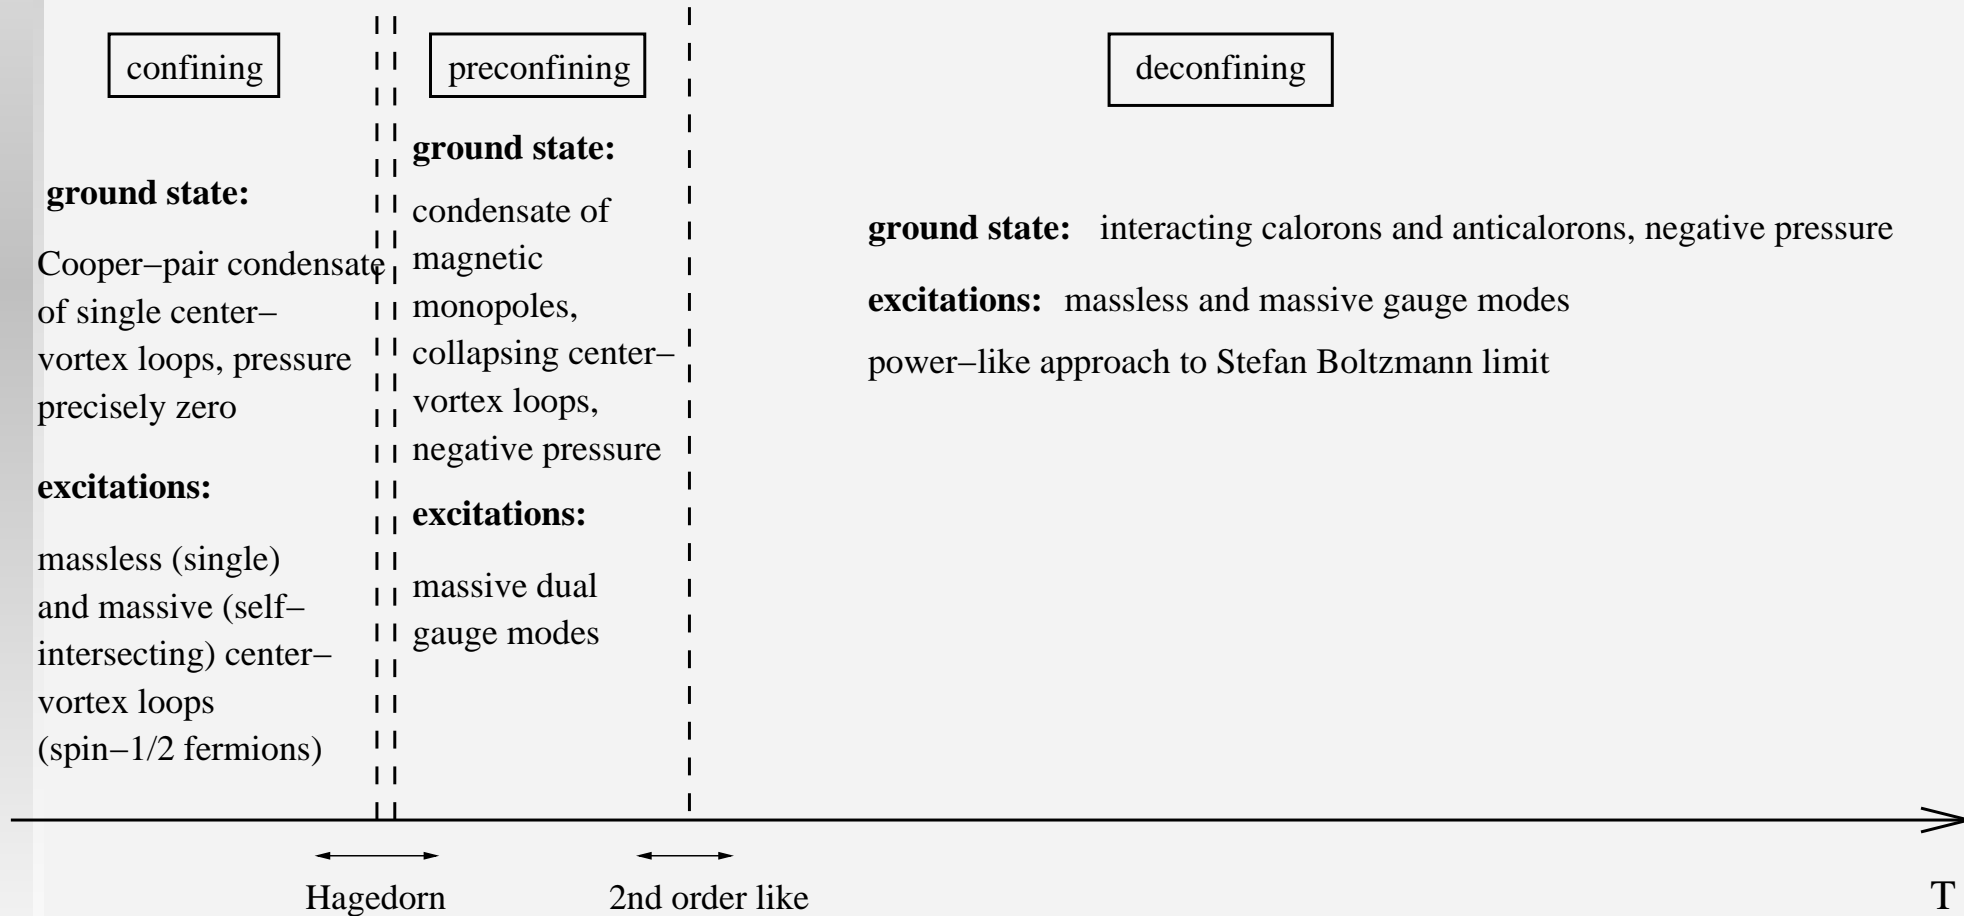 confining
ground state:
Cooper−pair condensate
of single center−
vortex loops, pressure
precisely zero
excitations:
massless (single)
and massive (self−
intersecting) center−
vortex loops
(spin−1/2 fermions)
preconfining
ground state:
condensate of
magnetic
monopoles,
collapsing center−
vortex loops,
negative pressure
excitations:
massive dual
gauge modes
deconfining
ground state: interacting calorons and anticalorons, negative pressure
excitations: massless and massive gauge modes
power−like approach to Stefan Boltzmann limit
Hagedorn
2nd order like
T